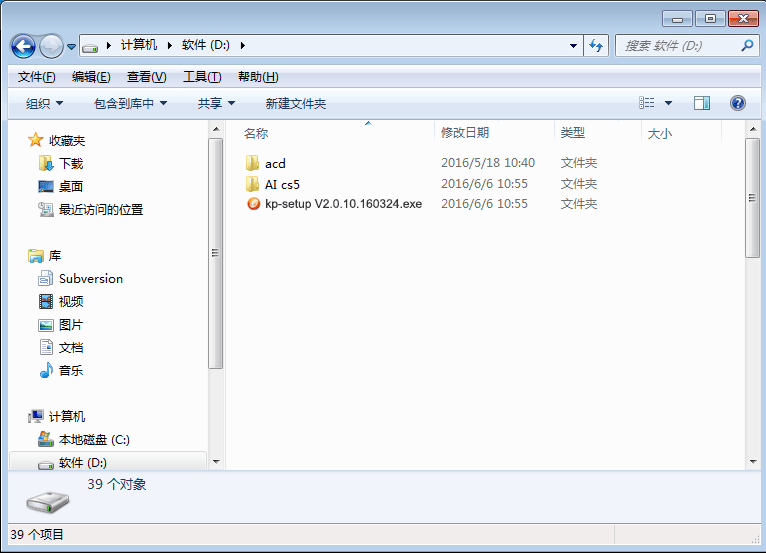 计算机 软件 (D:)
搜索 软件 (D:)
文件(F) 编辑(E) 查看(V) 工具(T) 帮助(H)
组织 包含到库中 共享 新建文件夹
名称 修改日期 类型 大小
收藏夹
下载
桌面
最近访问的位置
库
Subversion
视频
图片
文档
音乐
计算机
本地磁盘 (C:)
软件 (D:)
acd 2016/5/18 10:40 文件夹
AI cs5 2016/6/6 10:55 文件夹
kp-setup V2.0.10.160324.exe 2016/6/6 10:55 文件夹
39 个对象
39 个项目